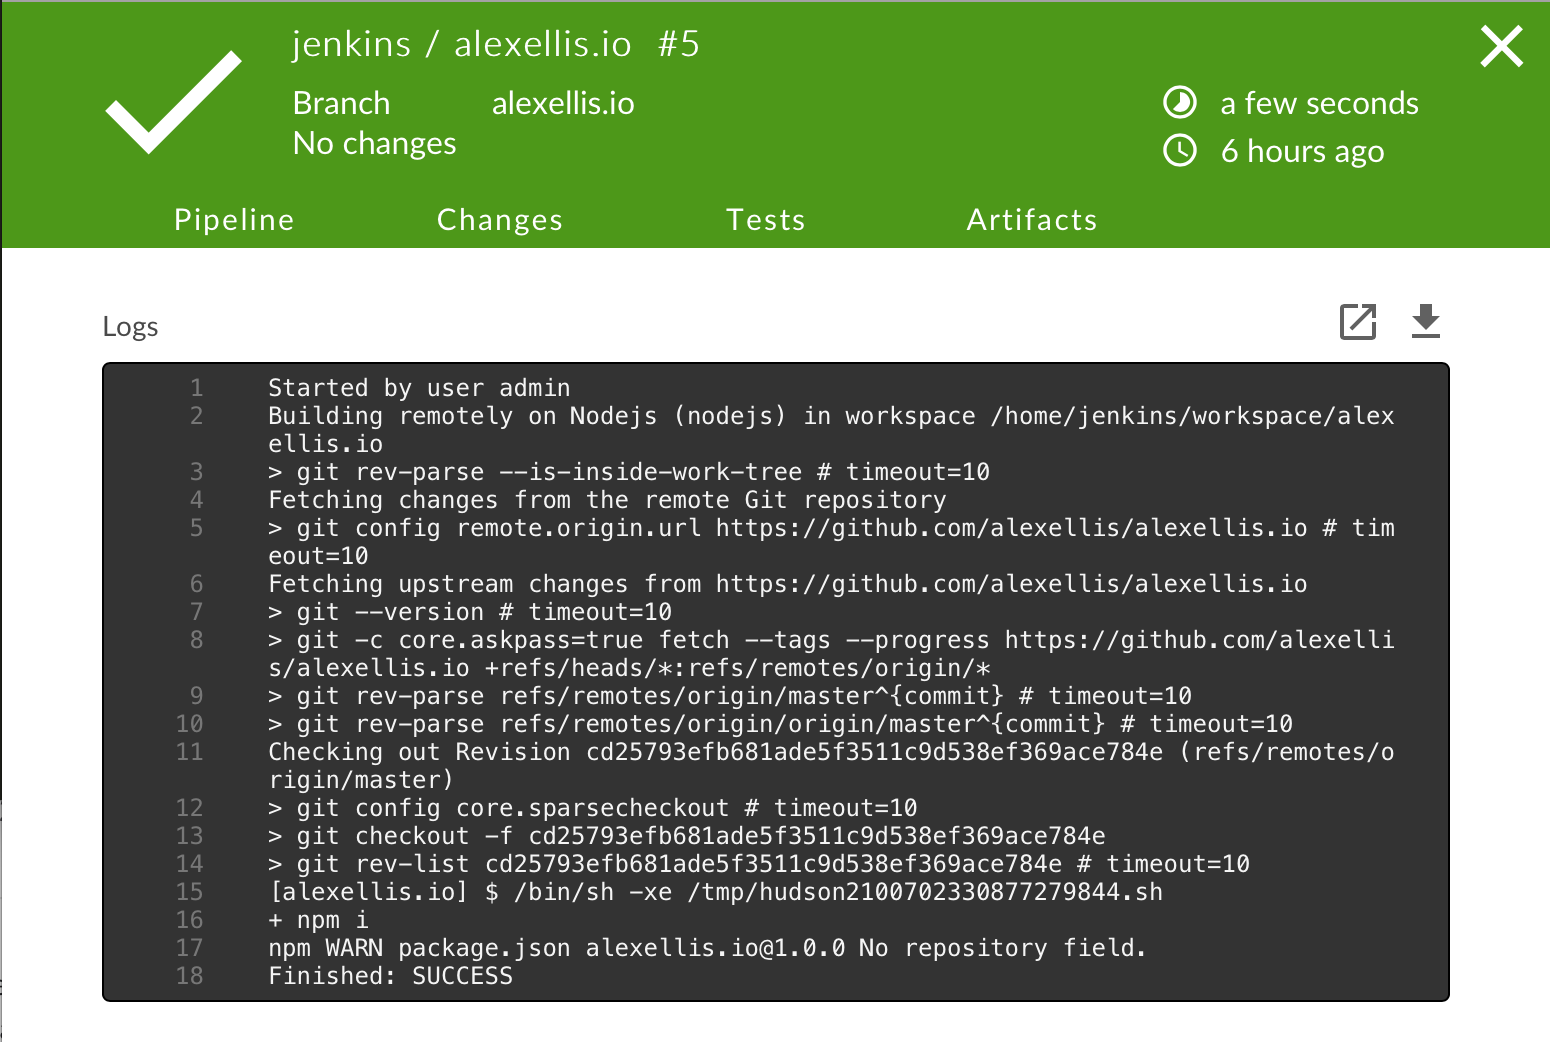 jenkins / alexellis.io #5
Branch alexellis.io
No changes
a few seconds
6 hours ago
Pipeline Changes Tests Artifacts
Logs
1 Started by user admin
2 Building remotely on Nodejs (nodejs) in workspace /home/jenkins/workspace/alex
ellis.io
3 > git rev-parse --is-inside-work-tree # timeout=10
4 Fetching changes from the remote Git repository
5 > git config remote.origin.url https://github.com/alexellis/alexellis.io # tim
eout=10
6 Fetching upstream changes from https://github.com/alexellis/alexellis.io
7 > git --version # timeout=10
8 > git -c core.askpass=true fetch --tags --progress https://github.com/alexelli
s/alexellis.io +refs/heads/*:refs/remotes/origin/*
9 > git rev-parse refs/remotes/origin/master^{commit} # timeout=10
10 > git rev-parse refs/remotes/origin/origin/master^{commit} # timeout=10
11 Checking out Revision cd25793efb681ade5f3511c9d538ef369ace784e (refs/remotes/o
rigin/master)
12 > git config core.sparsecheckout # timeout=10
13 > git checkout -f cd25793efb681ade5f3511c9d538ef369ace784e
14 > git rev-list cd25793efb681ade5f3511c9d538ef369ace784e # timeout=10
15 [alexellis.io] $ /bin/sh -xe /tmp/hudson2100702330877279844.sh
16 + npm i
17 npm WARN package.json alexellis.io@1.0.0 No repository field.
18 Finished: SUCCESS